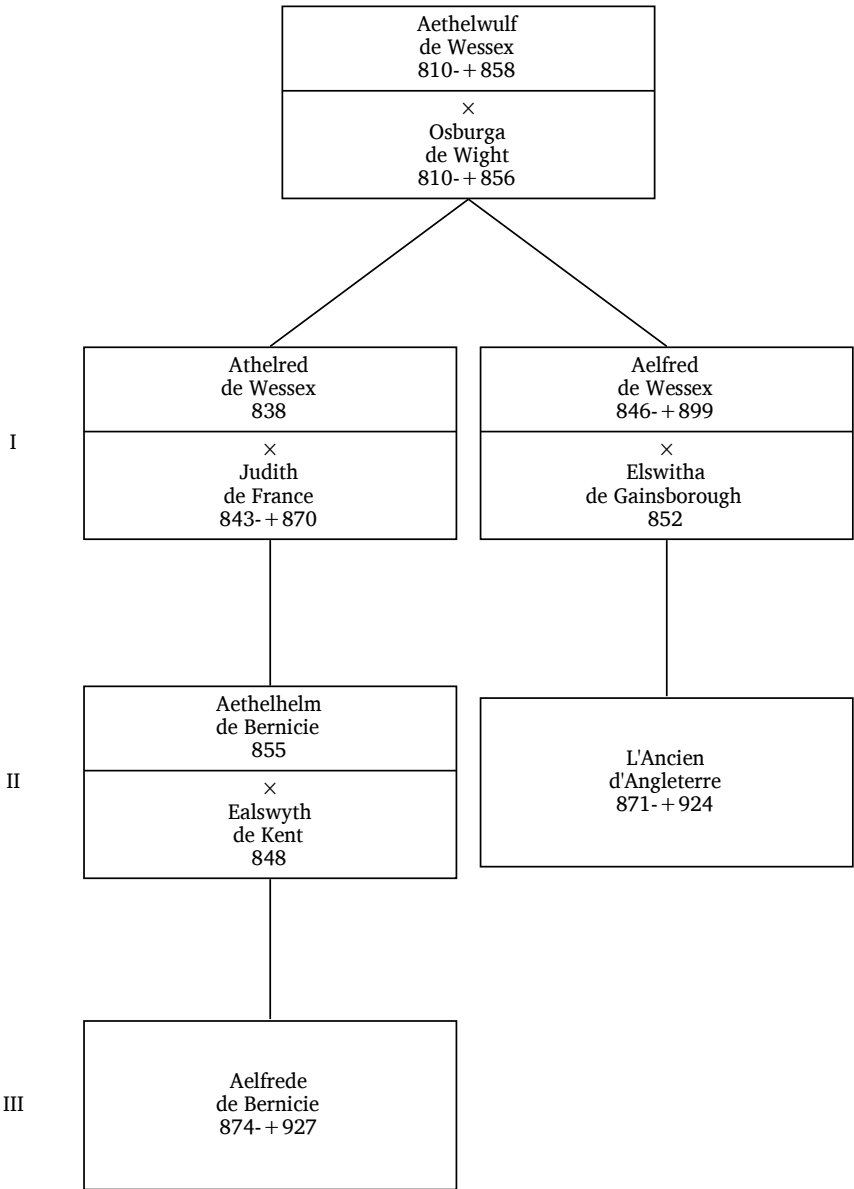 Aethelwulf
de Wessex
810-+858
×
Osburga
de Wight
810-+856
Athelred
de Wessex
838
×
Judith
de France
843-+870
Aelfred
de Wessex
846-+899
×
Elswitha
de Gainsborough
852
I
Aethelhelm
de Bernicie
855
×
Ealswyth
de Kent
848
L'Ancien
d'Angleterre
871-+924
II
Aelfrede
de Bernicie
874-+927
III